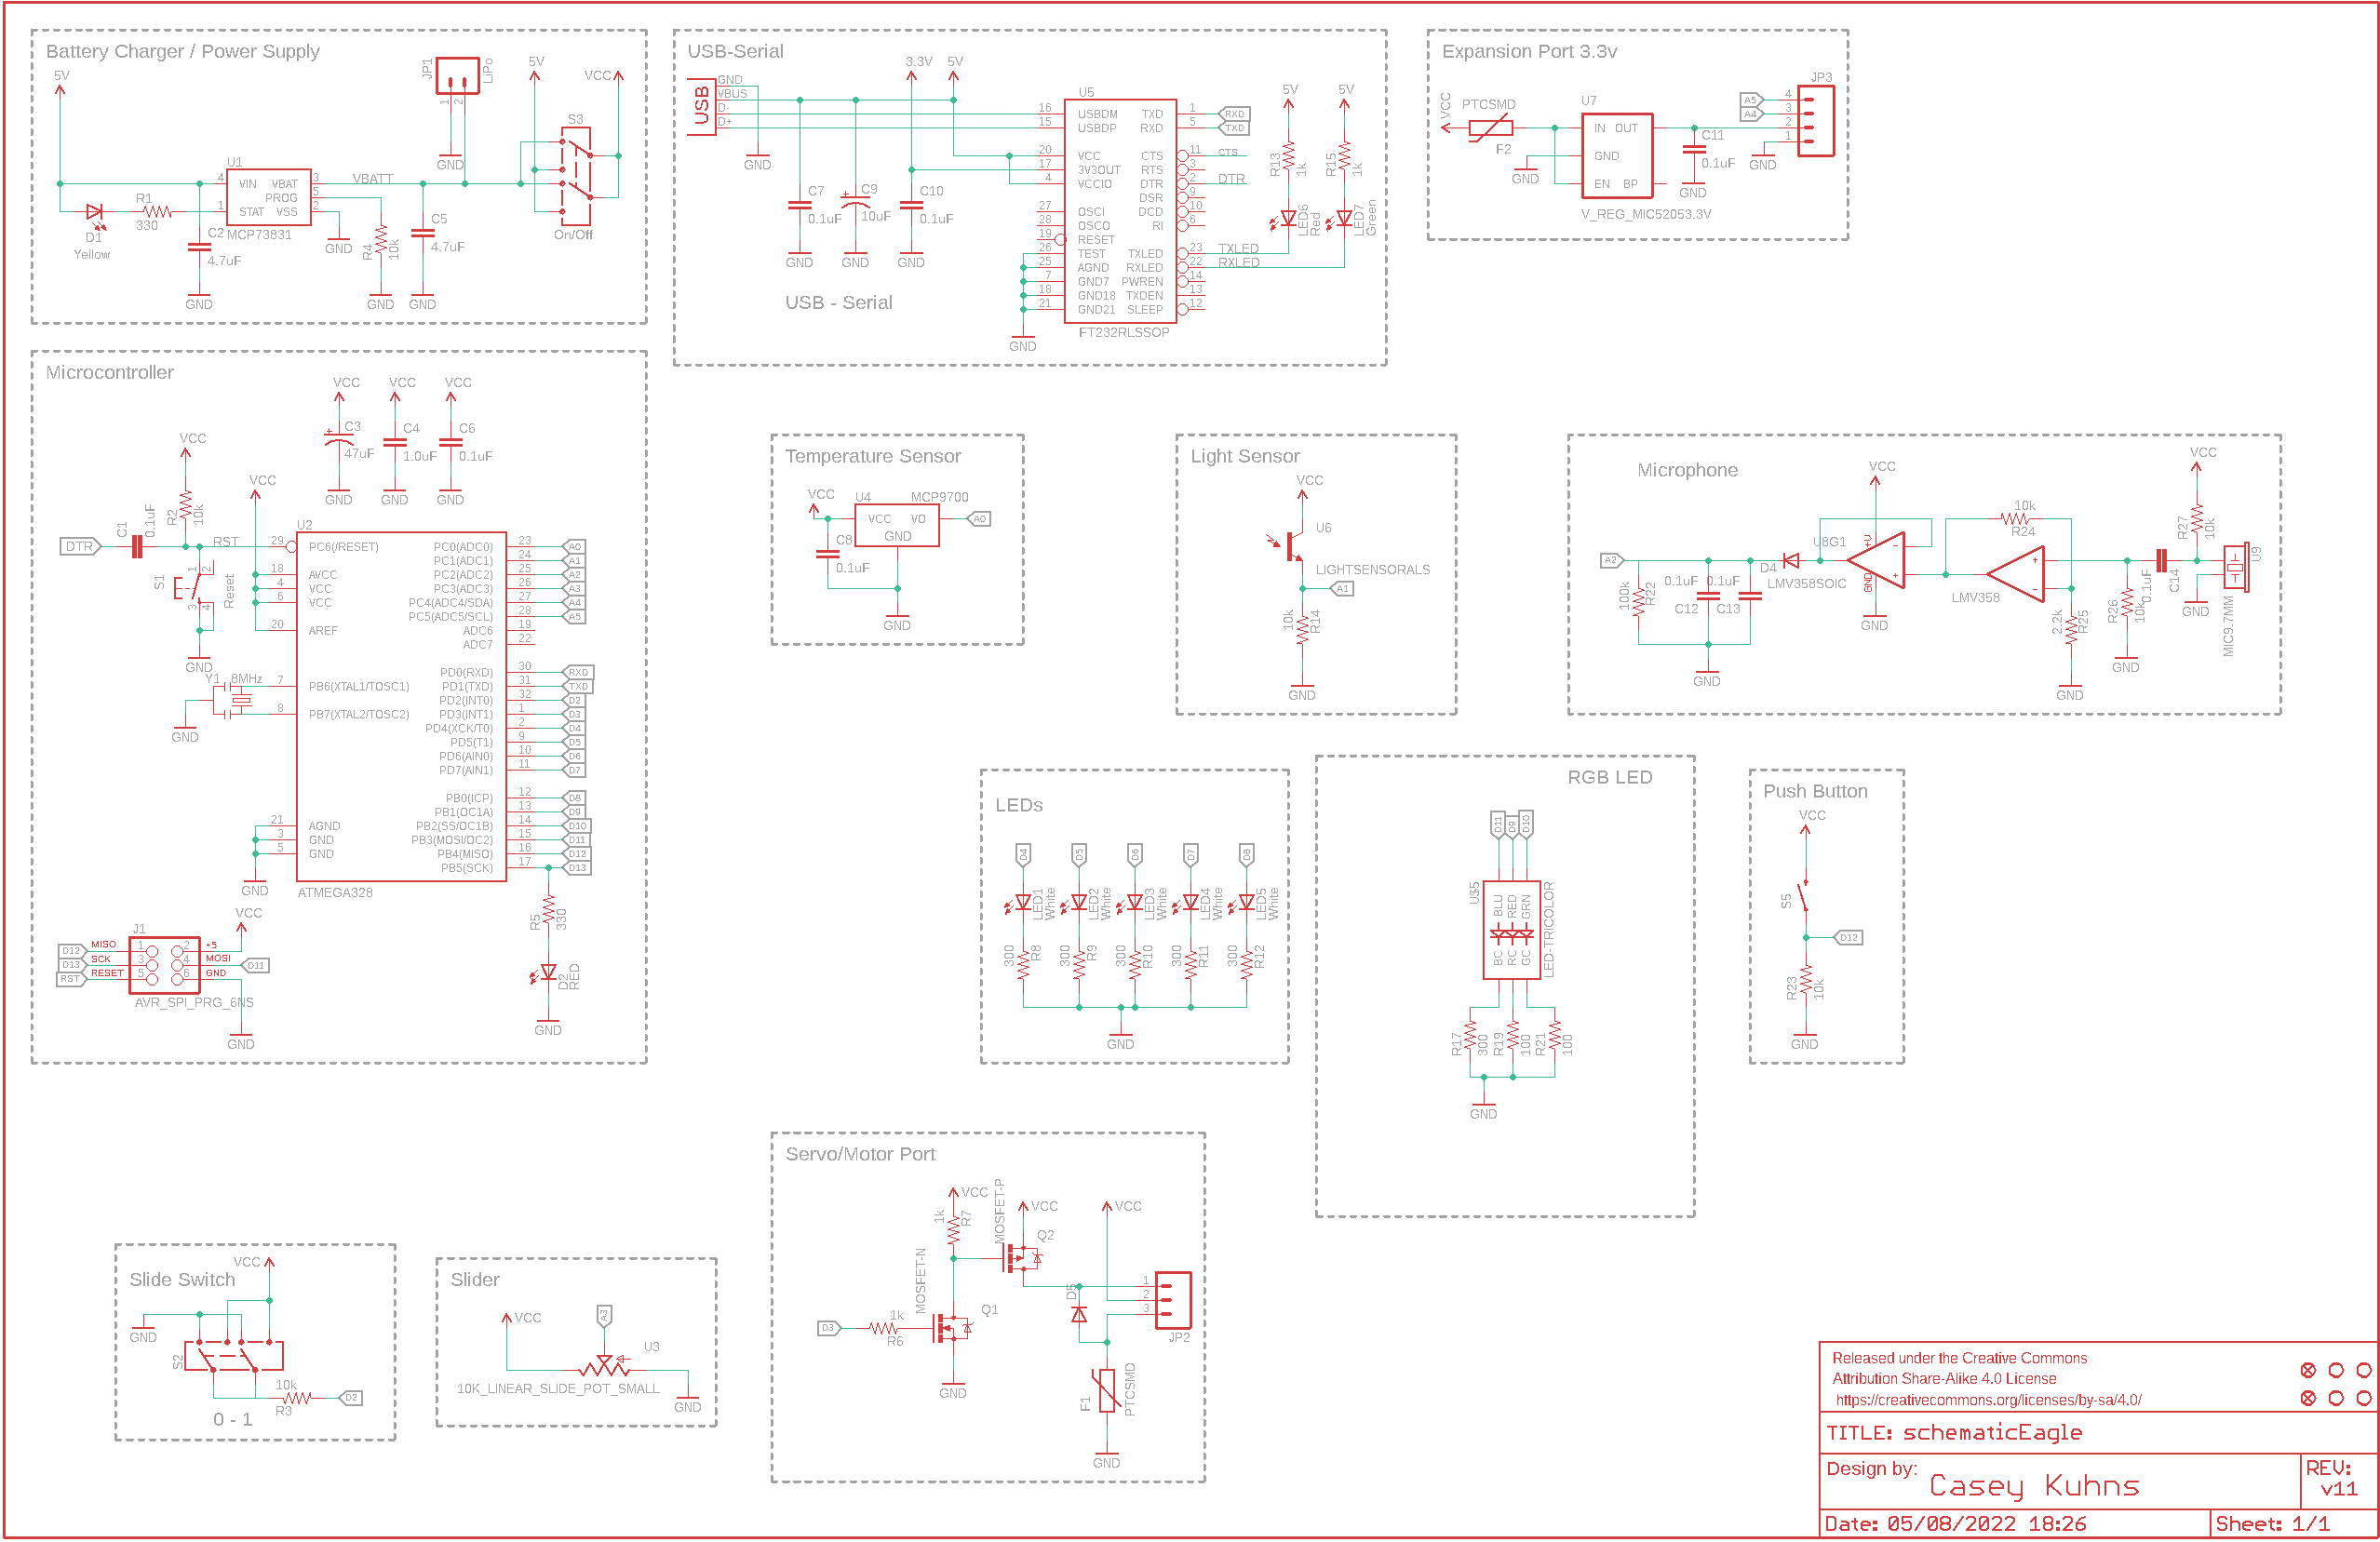 Battery Charger / Power Supply
5V
JP1
LiPo
1
2
GND
5V
VCC
S3
On/Off
U1
4
VIN VBAT
3
VBATT
PROG
5
1
STAT VSS
2
MCP73831
R1
330
D1
Yellow
C2
4.7uF
GND
GND
R4
10k
GND
C5
4.7uF
GND
USB-Serial
USB
GND
VBUS
D-
D+
GND
3.3V
5V
C7
0.1uF
GND
C9
10uF
GND
C10
0.1uF
GND
USB - Serial
U5
16 USBDM TXD 1 RXD
15 USBDP RXD 5 TXD
20 VCC CTS 11 CTS
17 3V3OUT RTS 3
4 VCCIO DTR 2 DTR
DSR 9
27 OSCI DCD 10
28 OSCO RI 6
19 RESET
26 TEST TXLED 23 TXLED
25 AGND RXLED 22 RXLED
7 GND7 PWREN 14
18 GND18 TXDEN 13
21 GND21 SLEEP 12
FT232RLSSOP
GND
5V
R13
1k
LED6
Red
5V
R15
1k
LED7
Green
Expansion Port 3.3v
VCC
PTCSMD
F2
U7
IN OUT
GND
EN BP
V_REG_MIC52053.3V
GND
C11
0.1uF
GND
JP3
A5 4
A4 3
2
1
GND
Microcontroller
VCC
C3
47uF
GND
VCC
C4
1.0uF
GND
VCC
C6
0.1uF
GND
VCC
R2
10k
VCC
DTR
C1
0.1uF
RST
S1
1
2
3
4
Reset
GND
Y1 8MHz
GND
U2
29 PC6(/RESET) PC0(ADC0) 23 A0
PC1(ADC1) 24 A1
18 AVCC PC2(ADC2) 25 A2
4 VCC PC3(ADC3) 26 A3
6 VCC PC4(ADC4/SDA) 27 A4
PC5(ADC5/SCL) 28 A5
20 AREF ADC6 19
ADC7 22
PD0(RXD) 30 RXD
7 PB6(XTAL1/TOSC1) PD1(TXD) 31 TXD
PD2(INT0) 32 D2
8 PB7(XTAL2/TOSC2) PD3(INT1) 1 D3
PD4(XCK/T0) 2 D4
PD5(T1) 9 D5
PD6(AIN0) 10 D6
PD7(AIN1) 11 D7
PB0(ICP) 12 D8
PB1(OC1A) 13 D9
21 AGND PB2(SS/OC1B) 14 D10
3 GND PB3(MOSI/OC2) 15 D11
5 GND PB4(MISO) 16 D12
PB5(SCK) 17 D13
GND
ATMEGA328
R5
330
D2
RED
GND
VCC
J1
D12 MISO 1 2 +5
D13 SCK 3 4 MOSI D11
RST RESET 5 6 GND
AVR_SPI_PRG_6NS
GND
Temperature Sensor
VCC
U4
MCP9700
VCC VO
A0
GND
C8
0.1uF
GND
Light Sensor
VCC
U6
LIGHTSENSORALS
A1
10k
R14
GND
Microphone
VCC
A2
100k
R22
0.1uF
C12
0.1uF
C13
GND
D4
LMV358SOIC
U8G1
+V
GND
-
+
GND
10k
R24
LMV358
+
-
2.2k
R25
GND
R26
10k
GND
0.1uF
C14
VCC
R27
10k
GND
U9
MIC9.7MM
LEDs
D4
D5
D6
D7
D8
LED1
White
LED2
White
LED3
White
LED4
White
LED5
White
300
R8
300
R9
300
R10
300
R11
300
R12
GND
RGB LED
D11
D9
D10
U$5
BLU
RED
GRN
BC
RC
GC
LED-TRICOLOR
R17
300
R19
100
R21
100
GND
Push Button
VCC
S5
D12
R23
10k
GND
Servo/Motor Port
VCC
1k
R7
MOSFET-P
VCC
Q2
VCC
MOSFET-N
Q1
D3
1k
R6
GND
D5
1
2
3
JP2
F1
PTCSMD
GND
Slide Switch
VCC
GND
S2
10k
R3
D2
0 - 1
Slider
VCC
A3
U3
10K_LINEAR_SLIDE_POT_SMALL
GND
Released under the Creative Commons
Attribution Share-Alike 4.0 License
https://creativecommons.org/licenses/by-sa/4.0/
TITLE: schematicEagle
Design by: Casey Kuhns
REV: v11
Date: 05/08/2022 18:26
Sheet: 1/1